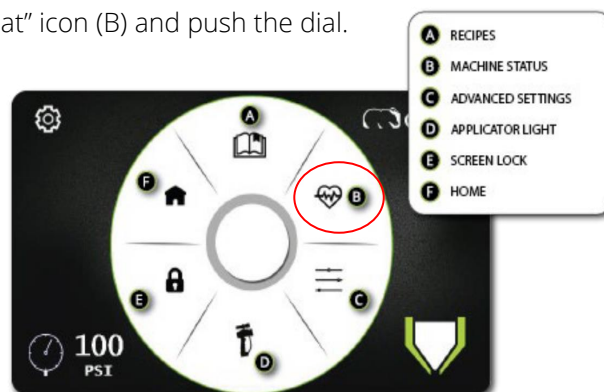 at” icon (B) and push the dial.
A RECIPES
B MACHINE STATUS
C ADVANCED SETTINGS
D APPLICATOR LIGHT
E SCREEN LOCK
F HOME
A
F
B
E
C
D
100
PSI